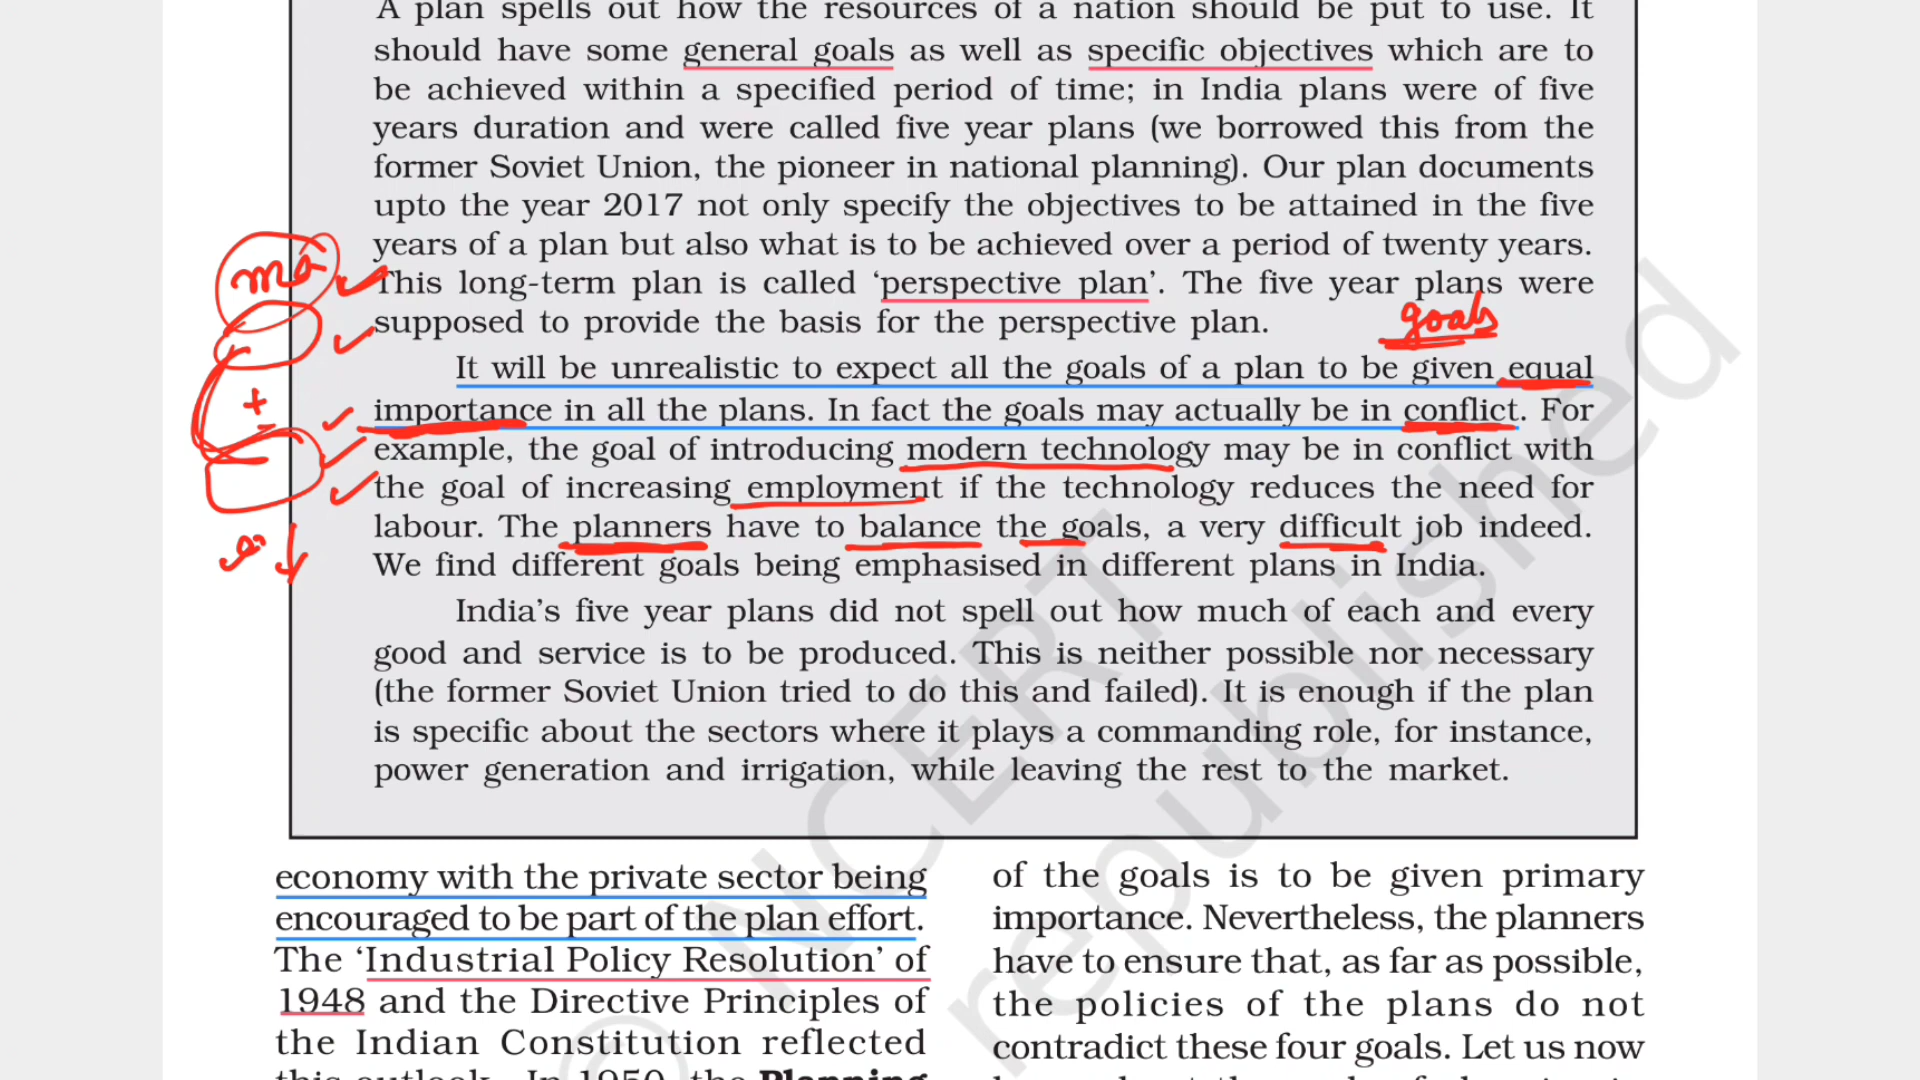 A plan spells out how the resources of a nation should be put to use. It
should have some general goals as well as specific objectives which are to
be achieved within a specified period of time; in India plans were of five
years duration and were called five year plans (we borrowed this from the
former Soviet Union, the pioneer in national planning). Our plan documents
upto the year 2017 not only specify the objectives to be attained in the five
years of a plan but also what is to be achieved over a period of twenty years.
This long-term plan is called ‘perspective plan’. The five year plans were
supposed to provide the basis for the perspective plan.
goals
It will be unrealistic to expect all the goals of a plan to be given equal
importance in all the plans. In fact the goals may actually be in conflict. For
example, the goal of introducing modern technology may be in conflict with
the goal of increasing employment if the technology reduces the need for
labour. The planners have to balance the goals, a very difficult job indeed.
We find different goals being emphasised in different plans in India.
India’s five year plans did not spell out how much of each and every
good and service is to be produced. This is neither possible nor necessary
(the former Soviet Union tried to do this and failed). It is enough if the plan
is specific about the sectors where it plays a commanding role, for instance,
power generation and irrigation, while leaving the rest to the market.
economy with the private sector being
encouraged to be part of the plan effort.
The ‘Industrial Policy Resolution’ of
1948 and the Directive Principles of
the Indian Constitution reflected
this outlook. In 1950, the Planning
of the goals is to be given primary
importance. Nevertheless, the planners
have to ensure that, as far as possible,
the policies of the plans do not
contradict these four goals. Let us now
© NCERT
republished